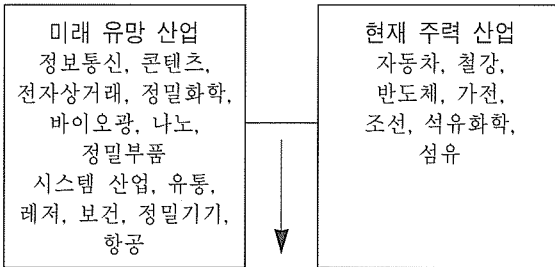 미래 유망 산업
정보통신, 콘텐츠,
전자상거래, 정밀화학,
바이오광, 나노,
정밀부품
시스템 산업, 유통,
레저, 보건, 정밀기기,
항공
현재 주력 산업
자동차, 철강,
반도체, 가전,
조선, 석유화학,
섬유